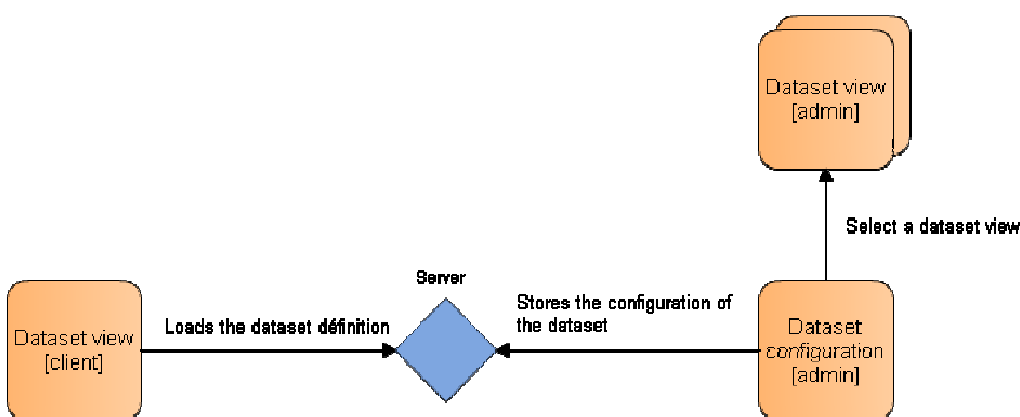 Dataset view
[admin]
Select a dataset view
Server
Stores the configuration of
the dataset
Loads the dataset définition
Dataset view
[client]
Dataset
configuration
[admin]